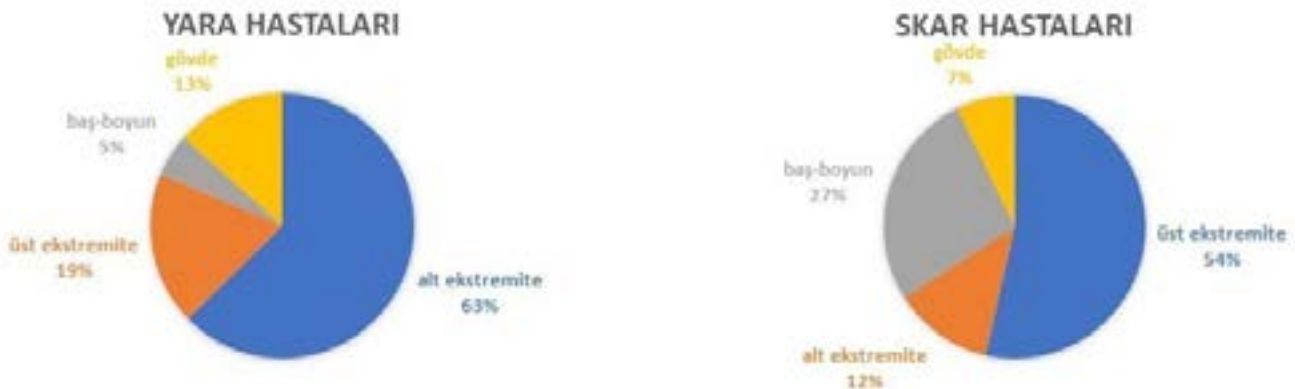 YARA HASTALARI
gövde
13%
baş-boyun
5%
üst ekstremite
19%
alt ekstremite
63%
SKAR HASTALARI
gövde
7%
baş-boyun
27%
üst ekstremite
54%
alt ekstremite
12%